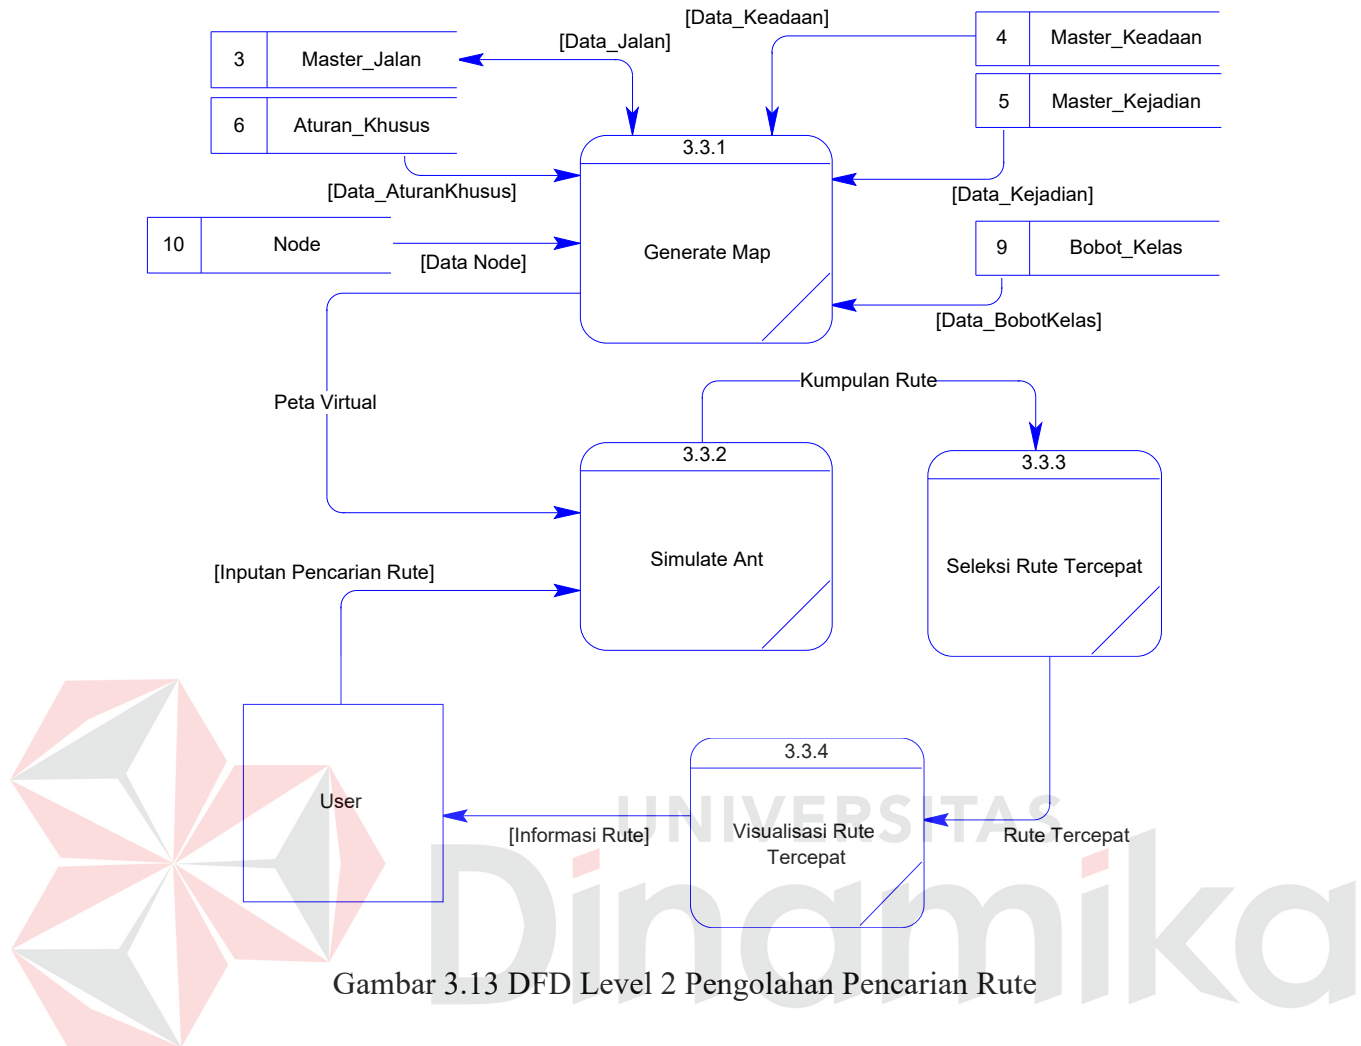 [Data_Keadaan]
[Data_Jalan]
3 Master_Jalan
4 Master_Keadaan
6 Aturan_Khusus
5 Master_Kejadian
3.3.1
Generate Map
[Data_AturanKhusus]
[Data_Kejadian]
10 Node
[Data Node]
9 Bobot_Kelas
[Data_BobotKelas]
Peta Virtual
Kumpulan Rute
3.3.2
Simulate Ant
3.3.3
Seleksi Rute Tercepat
[Inputan Pencarian Rute]
User
3.3.4
Visualisasi Rute
Tercepat
[Informasi Rute]
Rute Tercepat
UNIVERSITAS
Dinamika
Gambar 3.13 DFD Level 2 Pengolahan Pencarian Rute